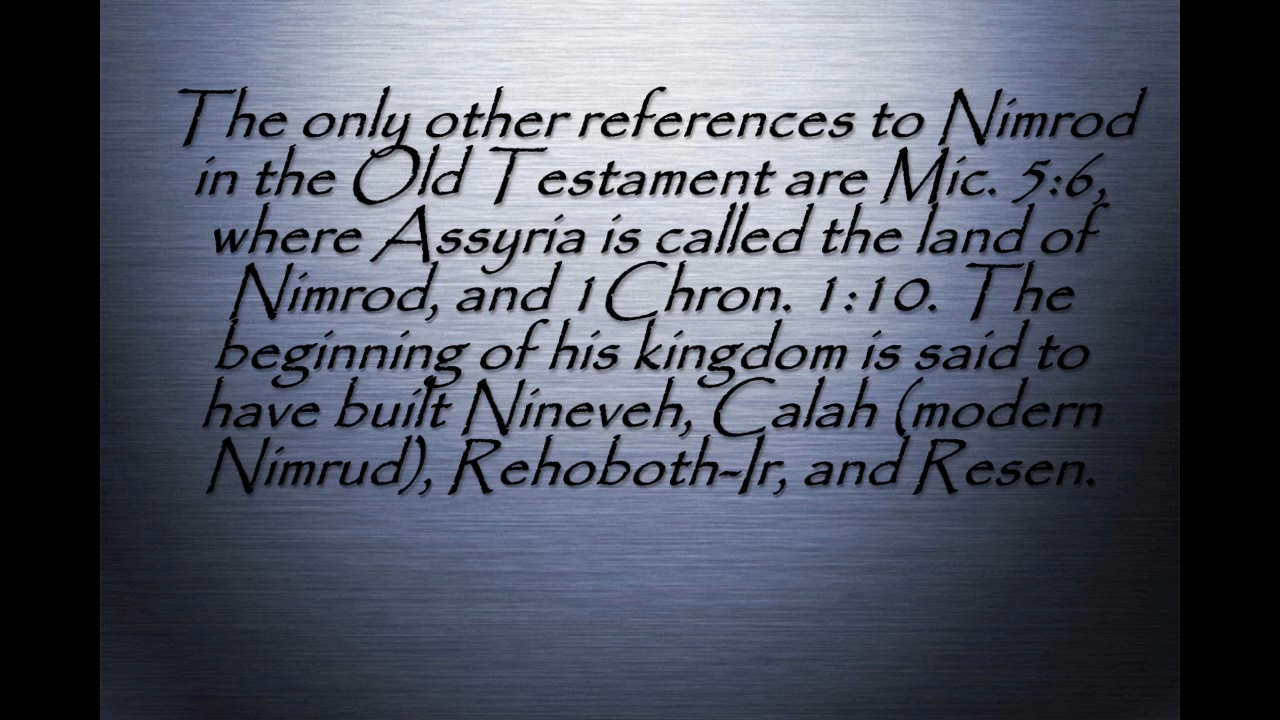 The only other references to Nimrod
in the Old Testament are Mic. 5:6,
where Assyria is called the land of
Nimrod, and 1Chron. 1:10. The
beginning of his kingdom is said to
have built Nineveh, Calah (modern
Nimrud), Rehoboth-Ir, and Resen.